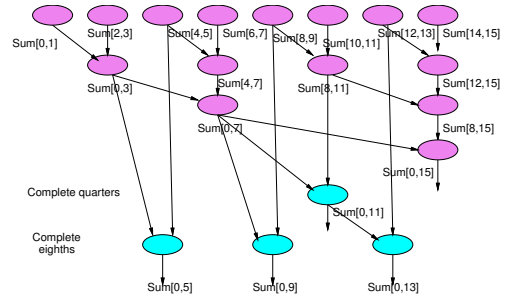 Sum[0,1]
Sum[2,3]
Sum[4,5]
Sum[6,7]
Sum[8,9]
Sum[10,11]
Sum[12,13]
Sum[14,15]
Sum[0,3]
Sum[4,7]
Sum[8,11]
Sum[12,15]
Sum[0,7]
Sum[8,15]
Sum[0,15]
Complete quarters
Sum[0,11]
Complete
eighths
Sum[0,5]
Sum[0,9]
Sum[0,13]